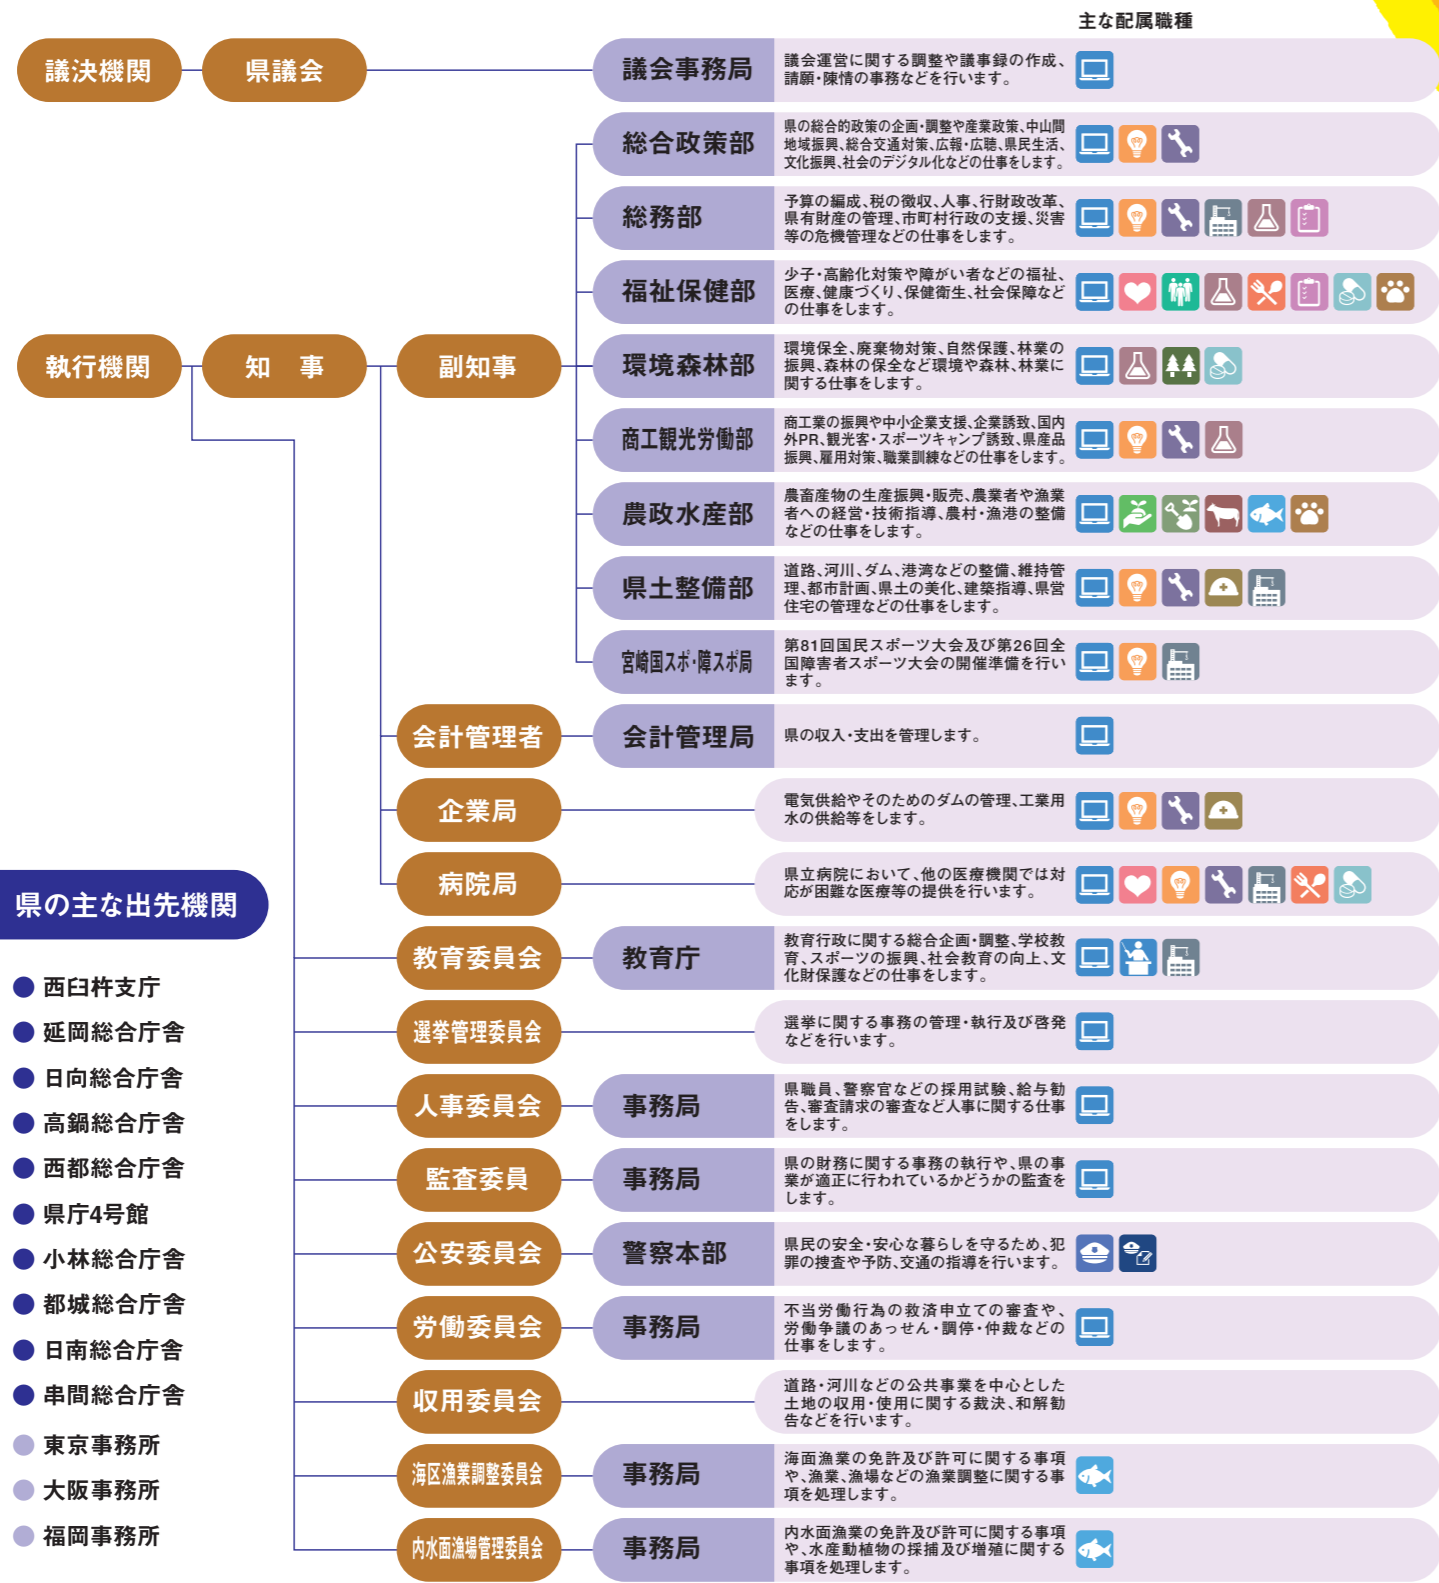 主な配属職種
議決機関
県議会
議会事務局
議会運営に関する調整や議事録の作成、
請願・陳情の事務などを行います。
総合政策部
県の総合的政策の企画・調整や産業政策、中山間
地域振興、総合交通対策、広報・広聴、県民生活、
文化振興、社会のデジタル化などの仕事をします。
総務部
予算の編成、税の徴収、人事、行財政改革、
県有財産の管理、市町村行政の支援、災害
等の危機管理などの仕事をします。
福祉保健部
少子・高齢化対策や障がい者などの福祉、
医療、健康づくり、保健衛生、社会保障など
の仕事をします。
執行機関
知 事
副知事
環境森林部
環境保全、廃棄物対策、自然保護、林業の
振興、森林の保全など環境や森林、林業に
関する仕事をします。
商工観光労働部
商工業の振興や中小企業支援、企業誘致、国内
外PR、観光客・スポーツキャンプ誘致、県産品
振興、雇用対策、職業訓練などの仕事をします。
農政水産部
農畜産物の生産振興・販売、農業者や漁業
者への経営・技術指導、農村・漁港の整備
などの仕事をします。
県土整備部
道路、河川、ダム、港湾などの整備、維持管
理、都市計画、県土の美化、建築指導、県営
住宅の管理などの仕事をします。
宮崎国スポ・障スポ局
第81回国民スポーツ大会及び第26回全
国障害者スポーツ大会の開催準備を行い
ます。
会計管理者
会計管理局
県の収入・支出を管理します。
企業局
電気供給やそのためのダムの管理、工業用
水の供給等をします。
病院局
県立病院において、他の医療機関では対
応が困難な医療等の提供を行います。
教育委員会
教育庁
教育行政に関する総合企画・調整、学校教
育、スポーツの振興、社会教育の向上、文
化財保護などの仕事をします。
選挙管理委員会
選挙に関する事務の管理・執行及び啓発
などを行います。
人事委員会
事務局
県職員、警察官などの採用試験、給与勧
告、審査請求の審査など人事に関する仕事
をします。
監査委員
事務局
県の財務に関する事務の執行や、県の事
業が適正に行われているかどうかの監査を
します。
公安委員会
警察本部
県民の安全・安心な暮らしを守るため、犯
罪の捜査や予防、交通の指導を行います。
労働委員会
事務局
不当労働行為の救済申立ての審査や、
労働争議のあっせん・調停・仲裁などの
仕事をします。
収用委員会
道路・河川などの公共事業を中心とした
土地の収用・使用に関する裁決、和解勧
告などを行います。
海区漁業調整委員会
事務局
海面漁業の免許及び許可に関する事項
や、漁業、漁場などの漁業調整に関する事
項を処理します。
内水面漁場管理委員会
事務局
内水面漁業の免許及び許可に関する事項
や、水産動植物の採捕及び増殖に関する
事項を処理します。
県の主な出先機関
西臼杵支庁
延岡総合庁舎
日向総合庁舎
高鍋総合庁舎
西都総合庁舎
県庁4号館
小林総合庁舎
都城総合庁舎
日南総合庁舎
串間総合庁舎
東京事務所
大阪事務所
福岡事務所